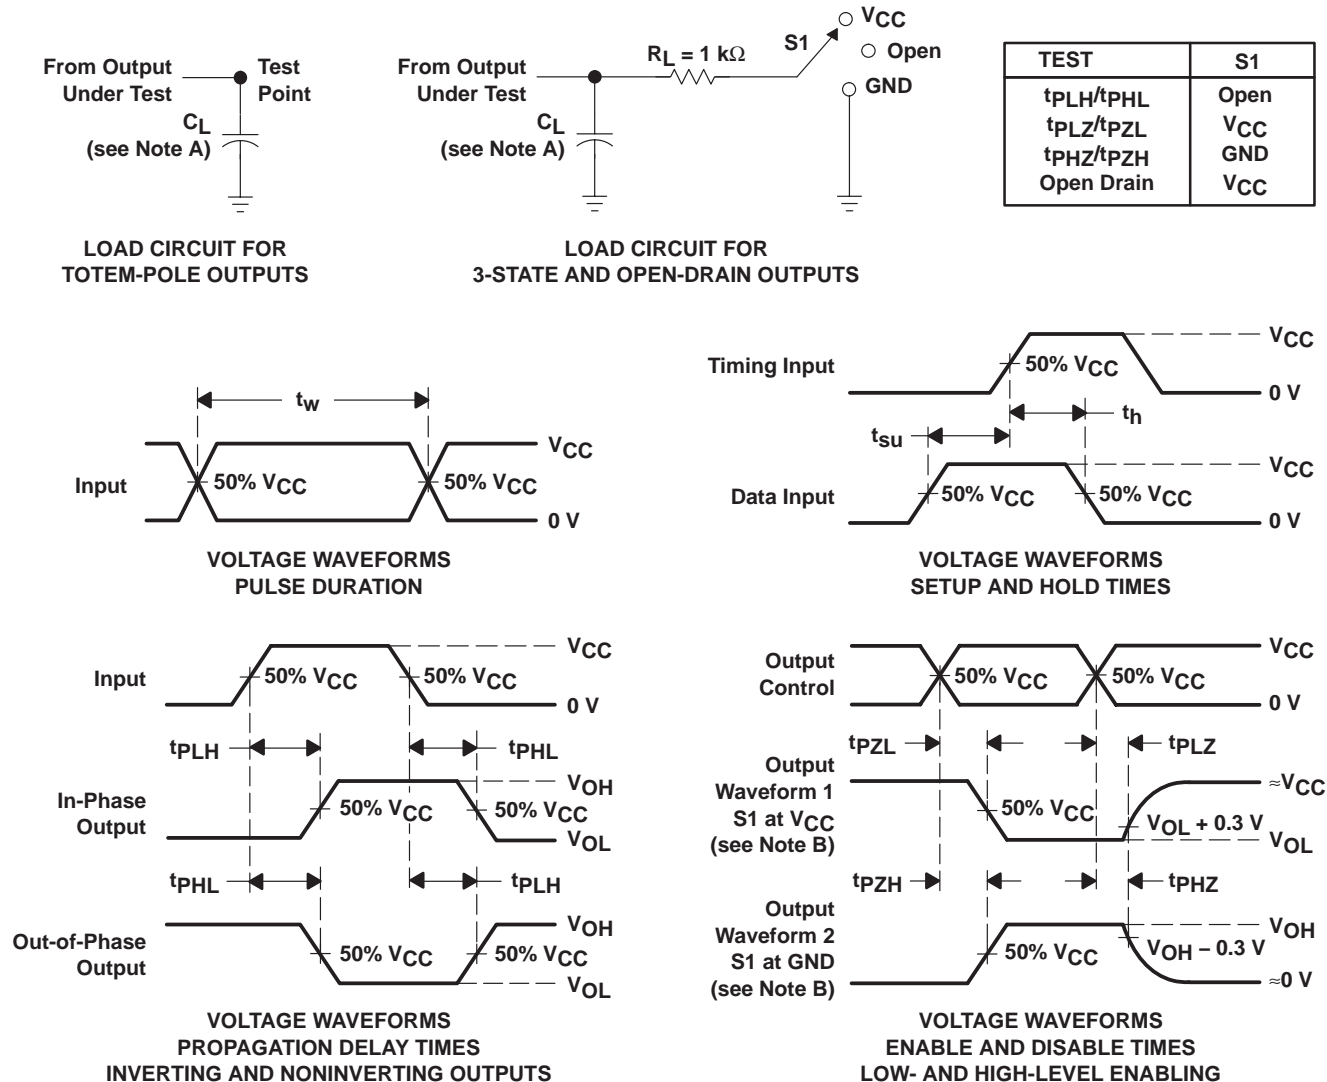 From Output
Under Test
Test
Point
CL
(see Note A)
LOAD CIRCUIT FOR
TOTEM-POLE OUTPUTS
From Output
Under Test
RL = 1 kΩ
S1
VCC
Open
GND
CL
(see Note A)
LOAD CIRCUIT FOR
3-STATE AND OPEN-DRAIN OUTPUTS
TEST S1
tPLH/tPHL Open
tPLZ/tPZL VCC
tPHZ/tPZH GND
Open Drain VCC
tw
Input
50% VCC
50% VCC
VCC
0 V
VOLTAGE WAVEFORMS
PULSE DURATION
Timing Input
50% VCC
VCC
0 V
tsu
th
Data Input
50% VCC
50% VCC
VCC
0 V
VOLTAGE WAVEFORMS
SETUP AND HOLD TIMES
Input
50% VCC
50% VCC
VCC
0 V
tPLH
tPHL
In-Phase
Output
50% VCC
50% VCC
VOH
VOL
tPHL
tPLH
Out-of-Phase
Output
50% VCC
50% VCC
VOH
VOL
VOLTAGE WAVEFORMS
PROPAGATION DELAY TIMES
INVERTING AND NONINVERTING OUTPUTS
Output
Control
50% VCC
50% VCC
VCC
0 V
tPZL
tPLZ
Output
Waveform 1
S1 at VCC
(see Note B)
50% VCC
≈VCC
VOL + 0.3 V
VOL
tPZH
tPHZ
Output
Waveform 2
S1 at GND
(see Note B)
50% VCC
VOH
VOH − 0.3 V
≈0 V
VOLTAGE WAVEFORMS
ENABLE AND DISABLE TIMES
LOW- AND HIGH-LEVEL ENABLING